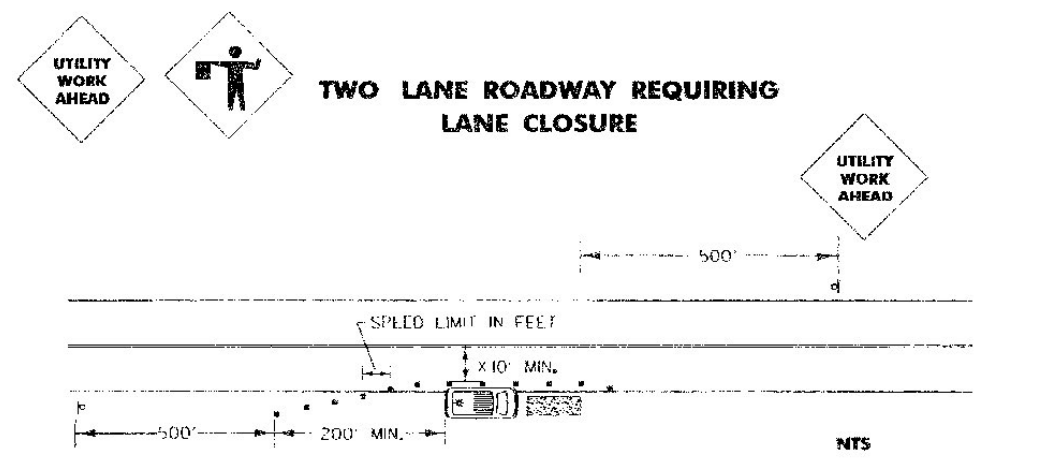 UTILITY
WORK
AHEAD
TWO LANE ROADWAY REQUIRING
LANE CLOSURE
UTILITY
WORK
AHEAD
500'
SPEED LIMIT IN FEET
X 10' MIN.
500'
200' MIN.
NTS